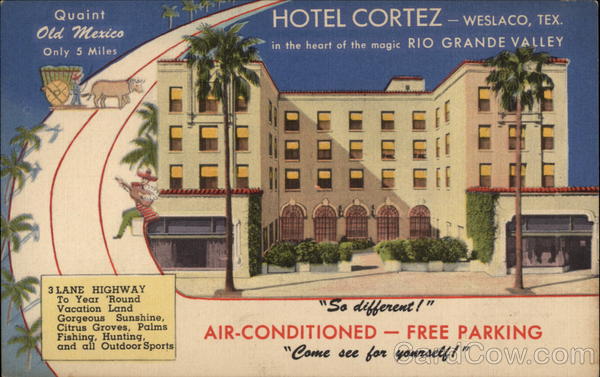 Quaint
Old Mexico
Only 5 Miles
HOTEL CORTEZ — WESLACO, TEX.
in the heart of the magic RIO GRANDE VALLEY
3 LANE HIGHWAY
To Year 'Round
Vacation Land
Gorgeous Sunshine,
Citrus Groves, Palms
Fishing, Hunting,
and all Outdoor Sports
"So different!"
AIR-CONDITIONED — FREE PARKING
"Come see for yourself!"
CardCow.com